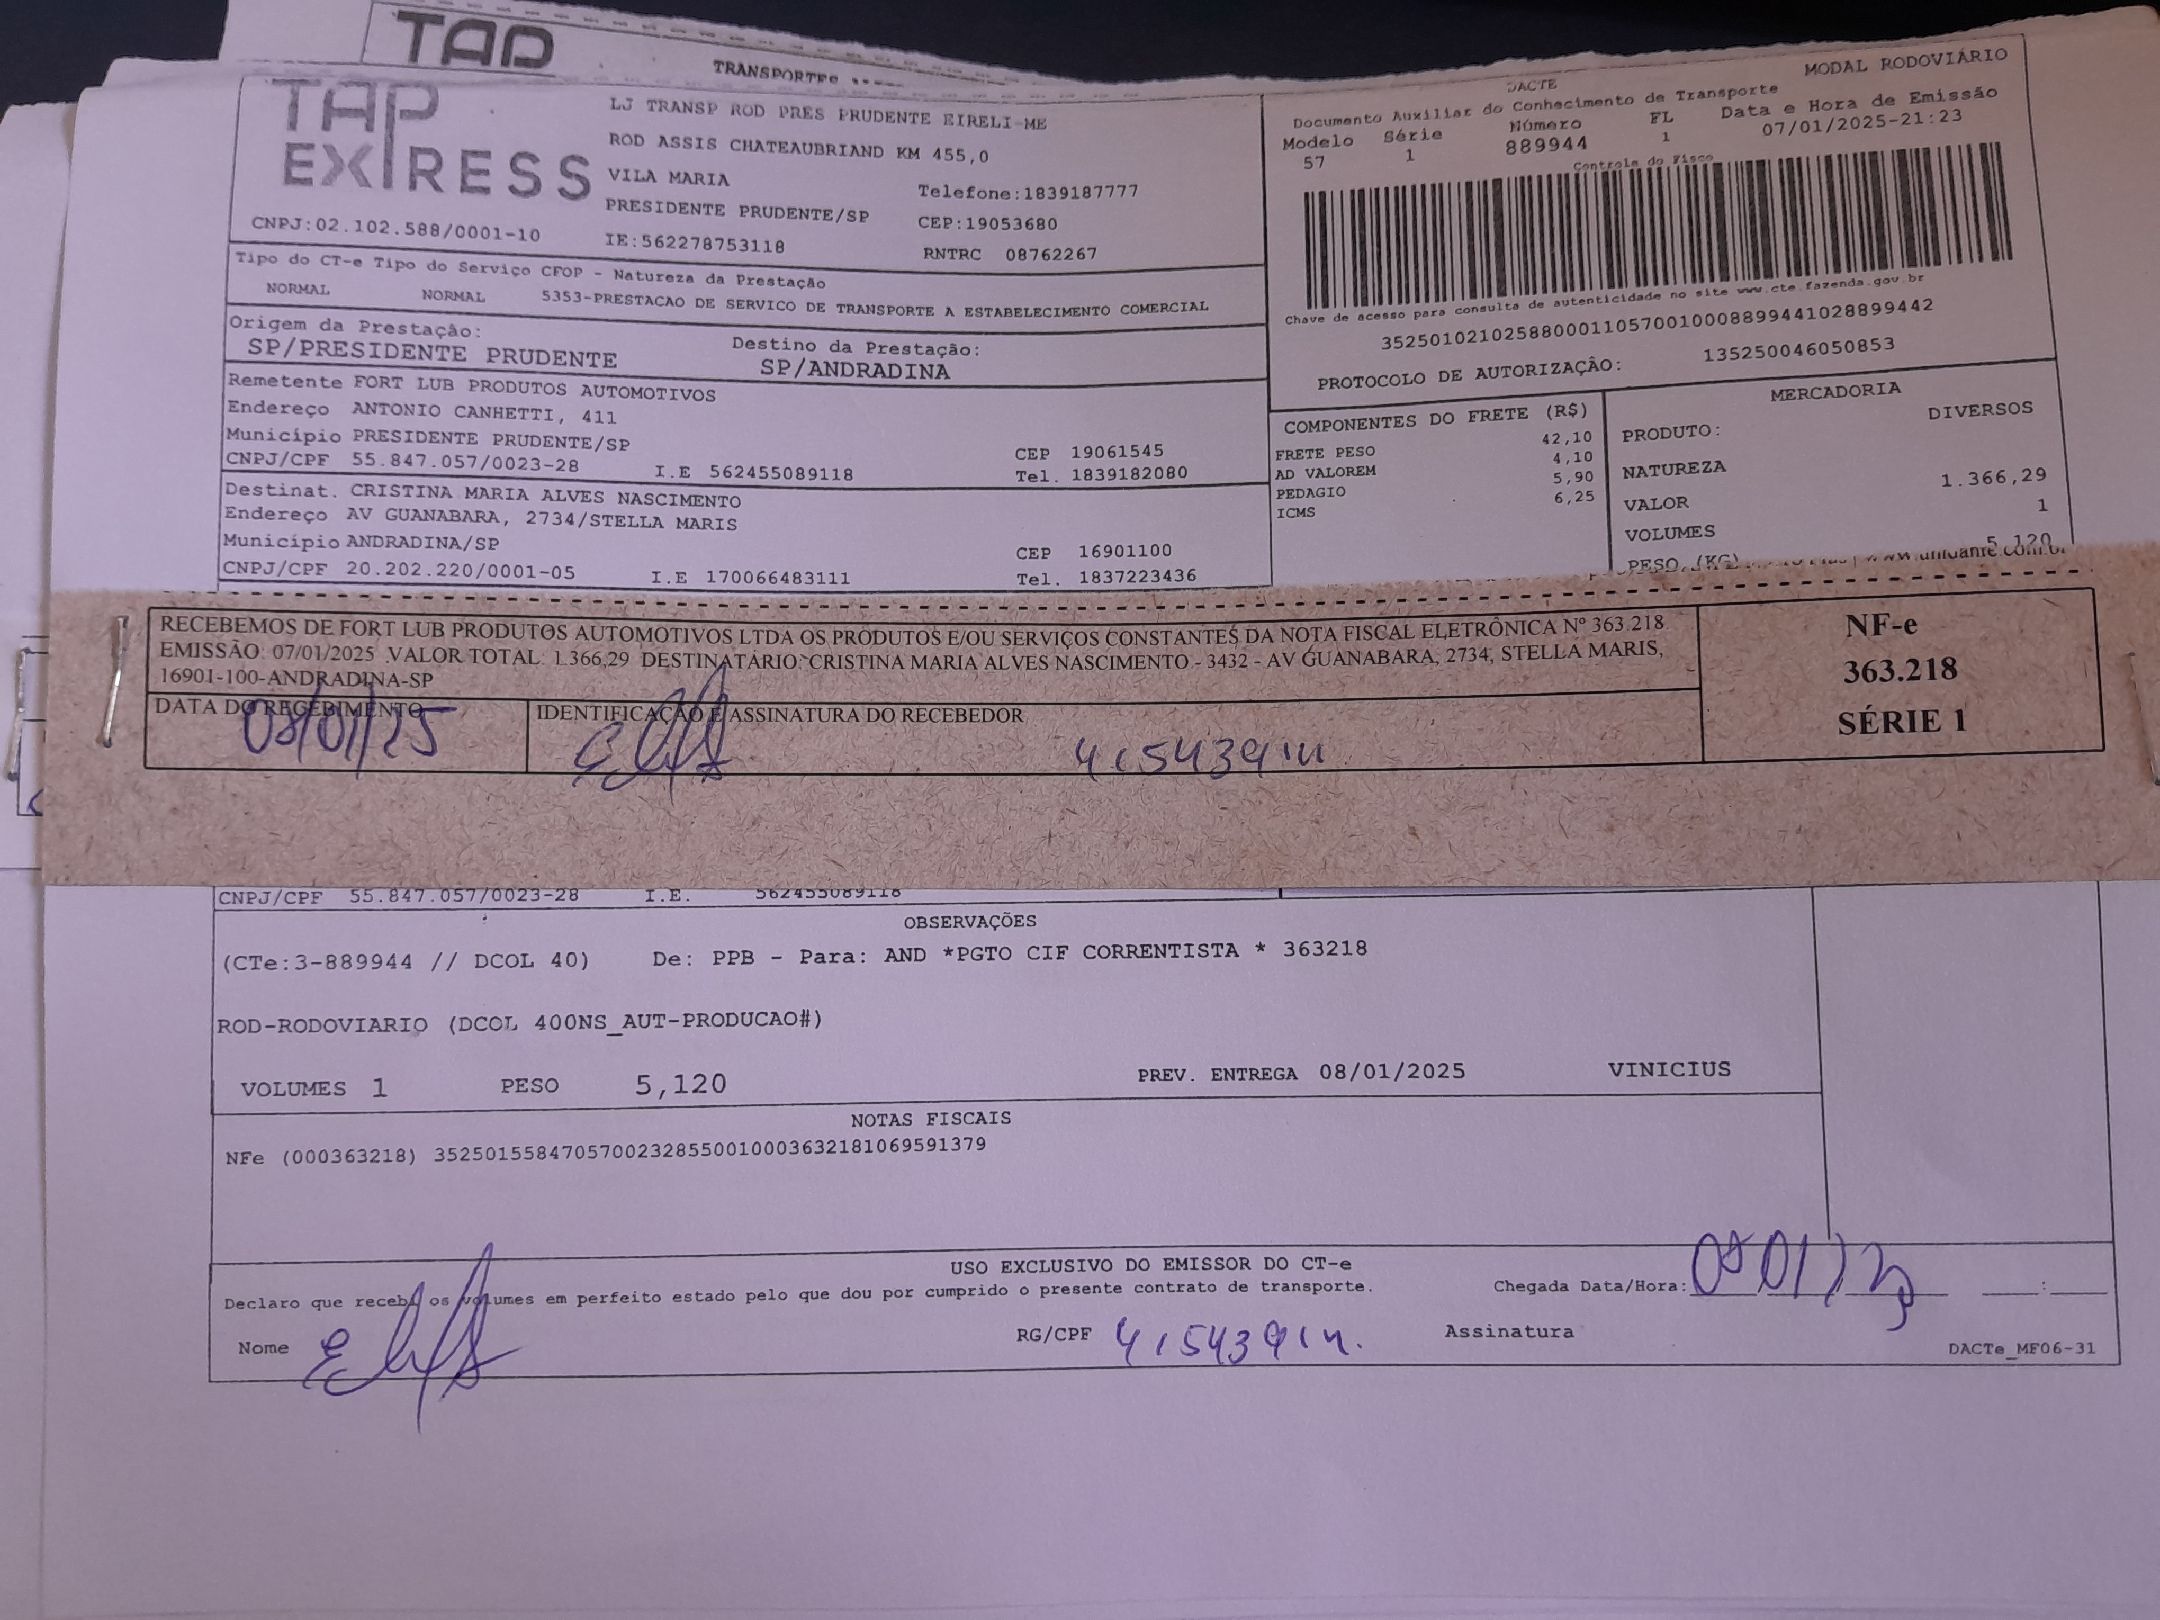 TAP
TRANSPORTES
TAP EXPRESS
LJ TRANSP ROD PRES PRUDENTE EIRELI-ME
ROD ASSIS CHATEAUBRIAND KM 455,0
VILA MARIA
PRESIDENTE PRUDENTE/SP
Telefone:1839187777
CEP:19053680
CNPJ:02.102.588/0001-10
IE:562278753118
RNTRC 08762267
Tipo do CT-e Tipo do Serviço CFOP - Natureza da Prestação
NORMAL NORMAL 5353-PRESTACAO DE SERVICO DE TRANSPORTE A ESTABELECIMENTO COMERCIAL
Origem da Prestação:
SP/PRESIDENTE PRUDENTE
Destino da Prestação:
SP/ANDRADINA
Remetente FORT LUB PRODUTOS AUTOMOTIVOS
Endereço ANTONIO CANHETTI, 411
Município PRESIDENTE PRUDENTE/SP CEP 19061545
CNPJ/CPF 55.847.057/0023-28 I.E 562455089118 Tel. 1839182080
Destinat. CRISTINA MARIA ALVES NASCIMENTO
Endereço AV GUANABARA, 2734/STELLA MARIS
Município ANDRADINA/SP CEP 16901100
CNPJ/CPF 20.202.220/0001-05 I.E 170066483111 Tel. 1837223436
DACTE
MODAL RODOVIÁRIO
Documento Auxiliar do Conhecimento de Transporte
Modelo Série Número FL Data e Hora de Emissão
57 1 889944 1 07/01/2025-21:23
Controle do Fisco
Chave de acesso para consulta de autenticidade no site www.cte.fazenda.gov.br
35250102102588000110570010008899441028899442
PROTOCOLO DE AUTORIZAÇÃO: 135250046050853
COMPONENTES DO FRETE (R$)
FRETE PESO 42,10
AD VALOREM 4,10
PEDAGIO 5,90
ICMS 6,25
MERCADORIA
PRODUTO: DIVERSOS
NATUREZA
VALOR 1.366,29
VOLUMES 1
PESO (KG) 5,120
RECEBEMOS DE FORT LUB PRODUTOS AUTOMOTIVOS LTDA OS PRODUTOS E/OU SERVIÇOS CONSTANTES DA NOTA FISCAL ELETRÔNICA Nº 363.218
EMISSÃO: 07/01/2025 VALOR TOTAL: 1.366,29 DESTINATÁRIO: CRISTINA MARIA ALVES NASCIMENTO - 3432 - AV GUANABARA, 2734, STELLA MARIS,
16901-100-ANDRADINA-SP
DATA DO RECEBIMENTO
08/01/25
IDENTIFICAÇÃO E ASSINATURA DO RECEBEDOR
NF-e
363.218
SÉRIE 1
CNPJ/CPF 55.847.057/0023-28 I.E. 562455089118
OBSERVAÇÕES
(CTe:3-889944 // DCOL 40) De: PPB - Para: AND *PGTO CIF CORRENTISTA * 363218
ROD-RODOVIARIO (DCOL 400NS_AUT-PRODUCAO#)
VOLUMES 1 PESO 5,120 PREV. ENTREGA 08/01/2025 VINICIUS
NOTAS FISCAIS
NFe (000363218) 35250155847057002328550010003632181069591379
USO EXCLUSIVO DO EMISSOR DO CT-e
Declaro que recebi os volumes em perfeito estado pelo que dou por cumprido o presente contrato de transporte.
Chegada Data/Hora:
Nome
RG/CPF
Assinatura
DACTe_MF06-31